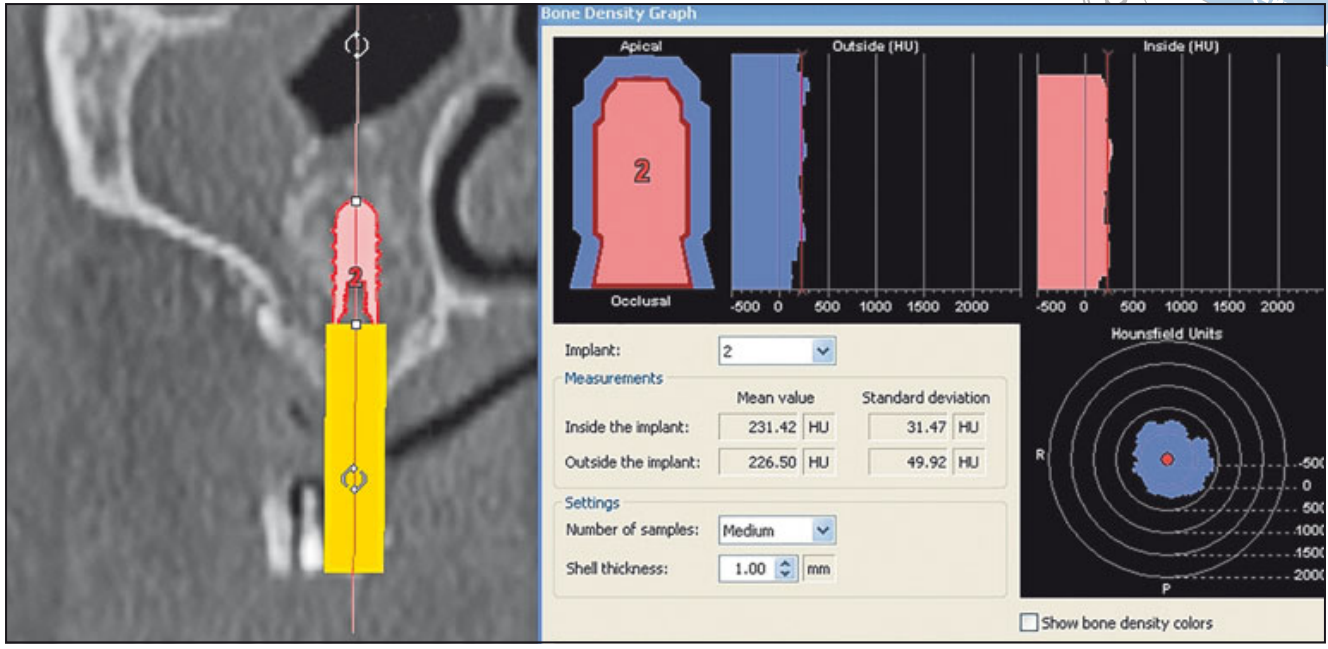 Bone Density Graph
Apical
Outside (HU)
Inside (HU)
2
2
Occlusal
-500 0 500 1000 1500 2000
-500 0 500 1000 1500 2000
Implant: 2
Measurements
Mean value Standard deviation
Inside the implant: 231.42 HU 31.47 HU
Outside the implant: 226.50 HU 49.92 HU
Settings
Number of samples: Medium
Shell thickness: 1.00 mm
Hounsfield Units
R
-500
0
500
1000
1500
2000
P
Show bone density colors